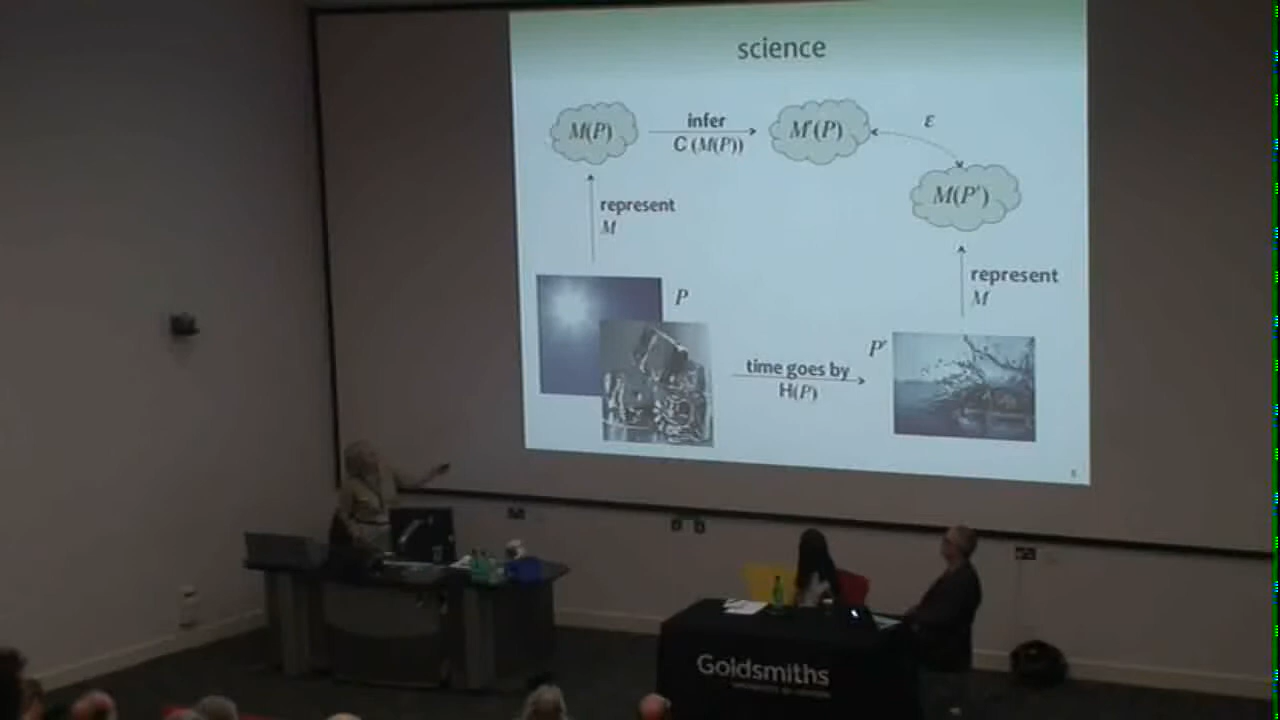 science
M(P)
infer
C (M(P))
M'(P)
ε
M(P')
represent
M
represent
M
P
P'
time goes by
H(P)
Goldsmiths